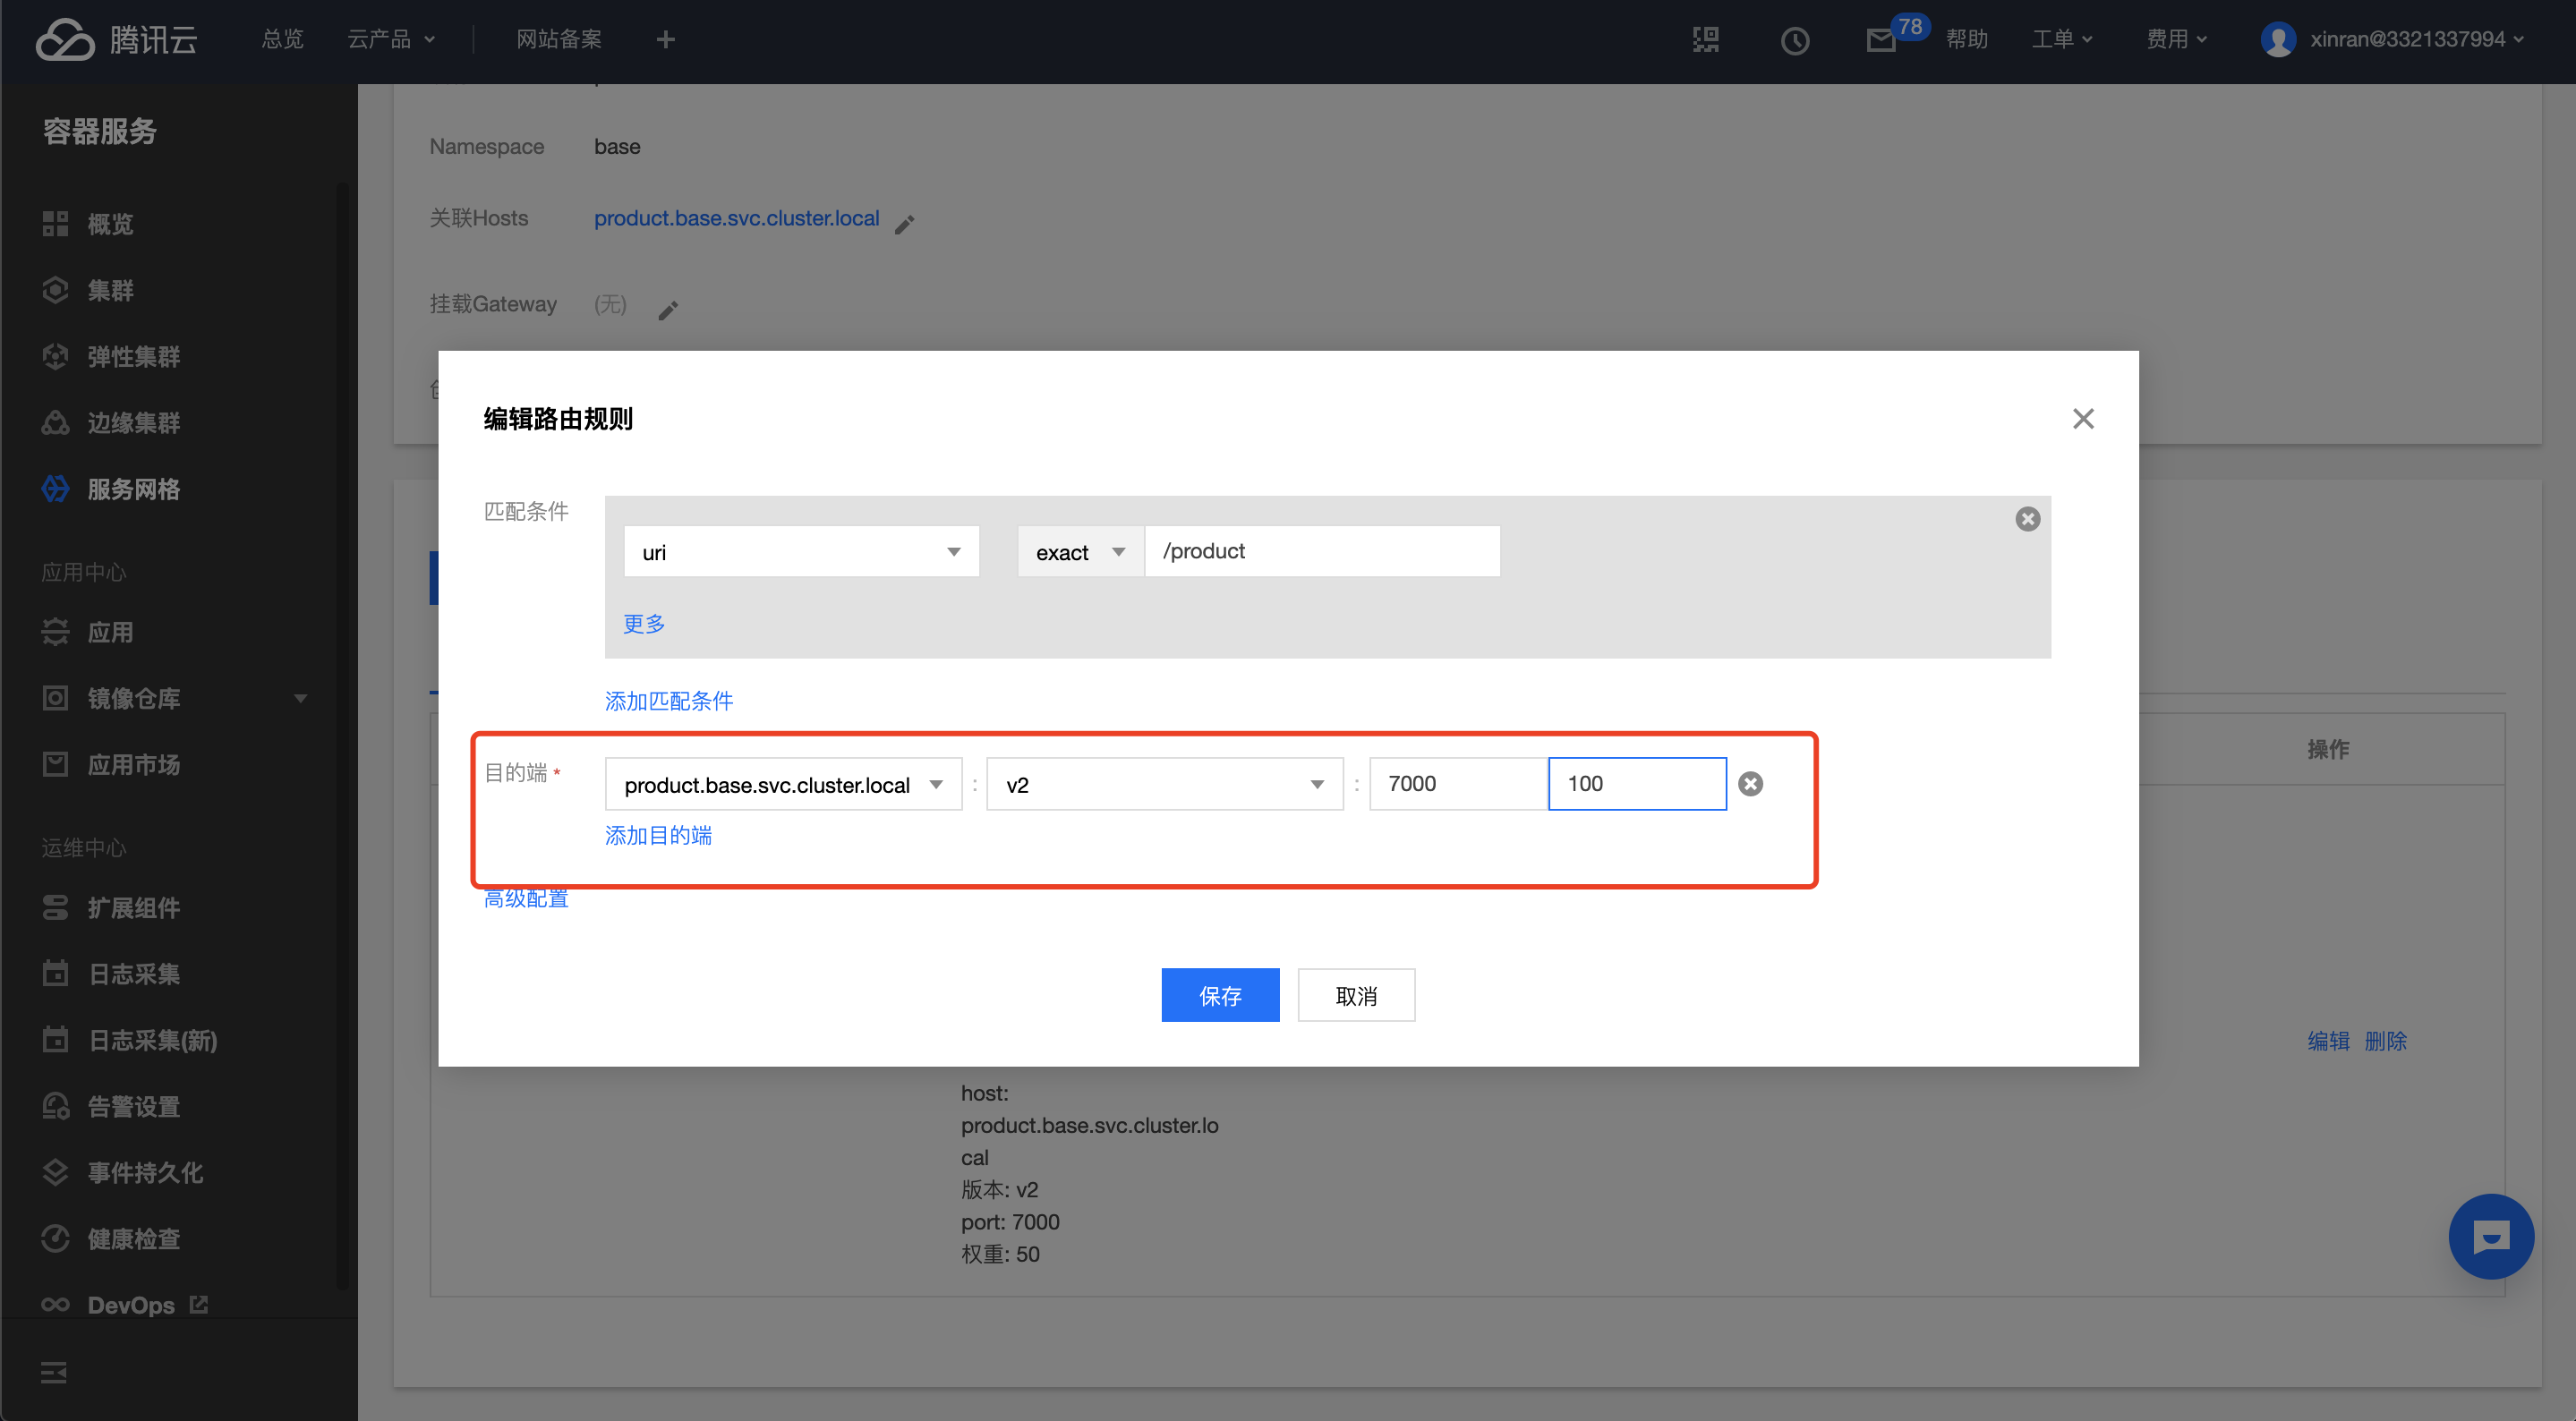 腾讯云
总览
云产品
网站备案
78
帮助
工单
费用
xinran@3321337994
容器服务
概览
集群
弹性集群
边缘集群
服务网格
应用中心
应用
镜像仓库
应用市场
运维中心
扩展组件
日志采集
日志采集(新)
告警设置
事件持久化
健康检查
DevOps
Namespace base
关联Hosts product.base.svc.cluster.local
挂载Gateway (无)
编辑路由规则
匹配条件
uri exact /product
更多
添加匹配条件
目的端 * product.base.svc.cluster.local : v2 : 7000 100
添加目的端
高级配置
保存 取消
操作
编辑 删除
host:
product.base.svc.cluster.lo
cal
版本: v2
port: 7000
权重: 50